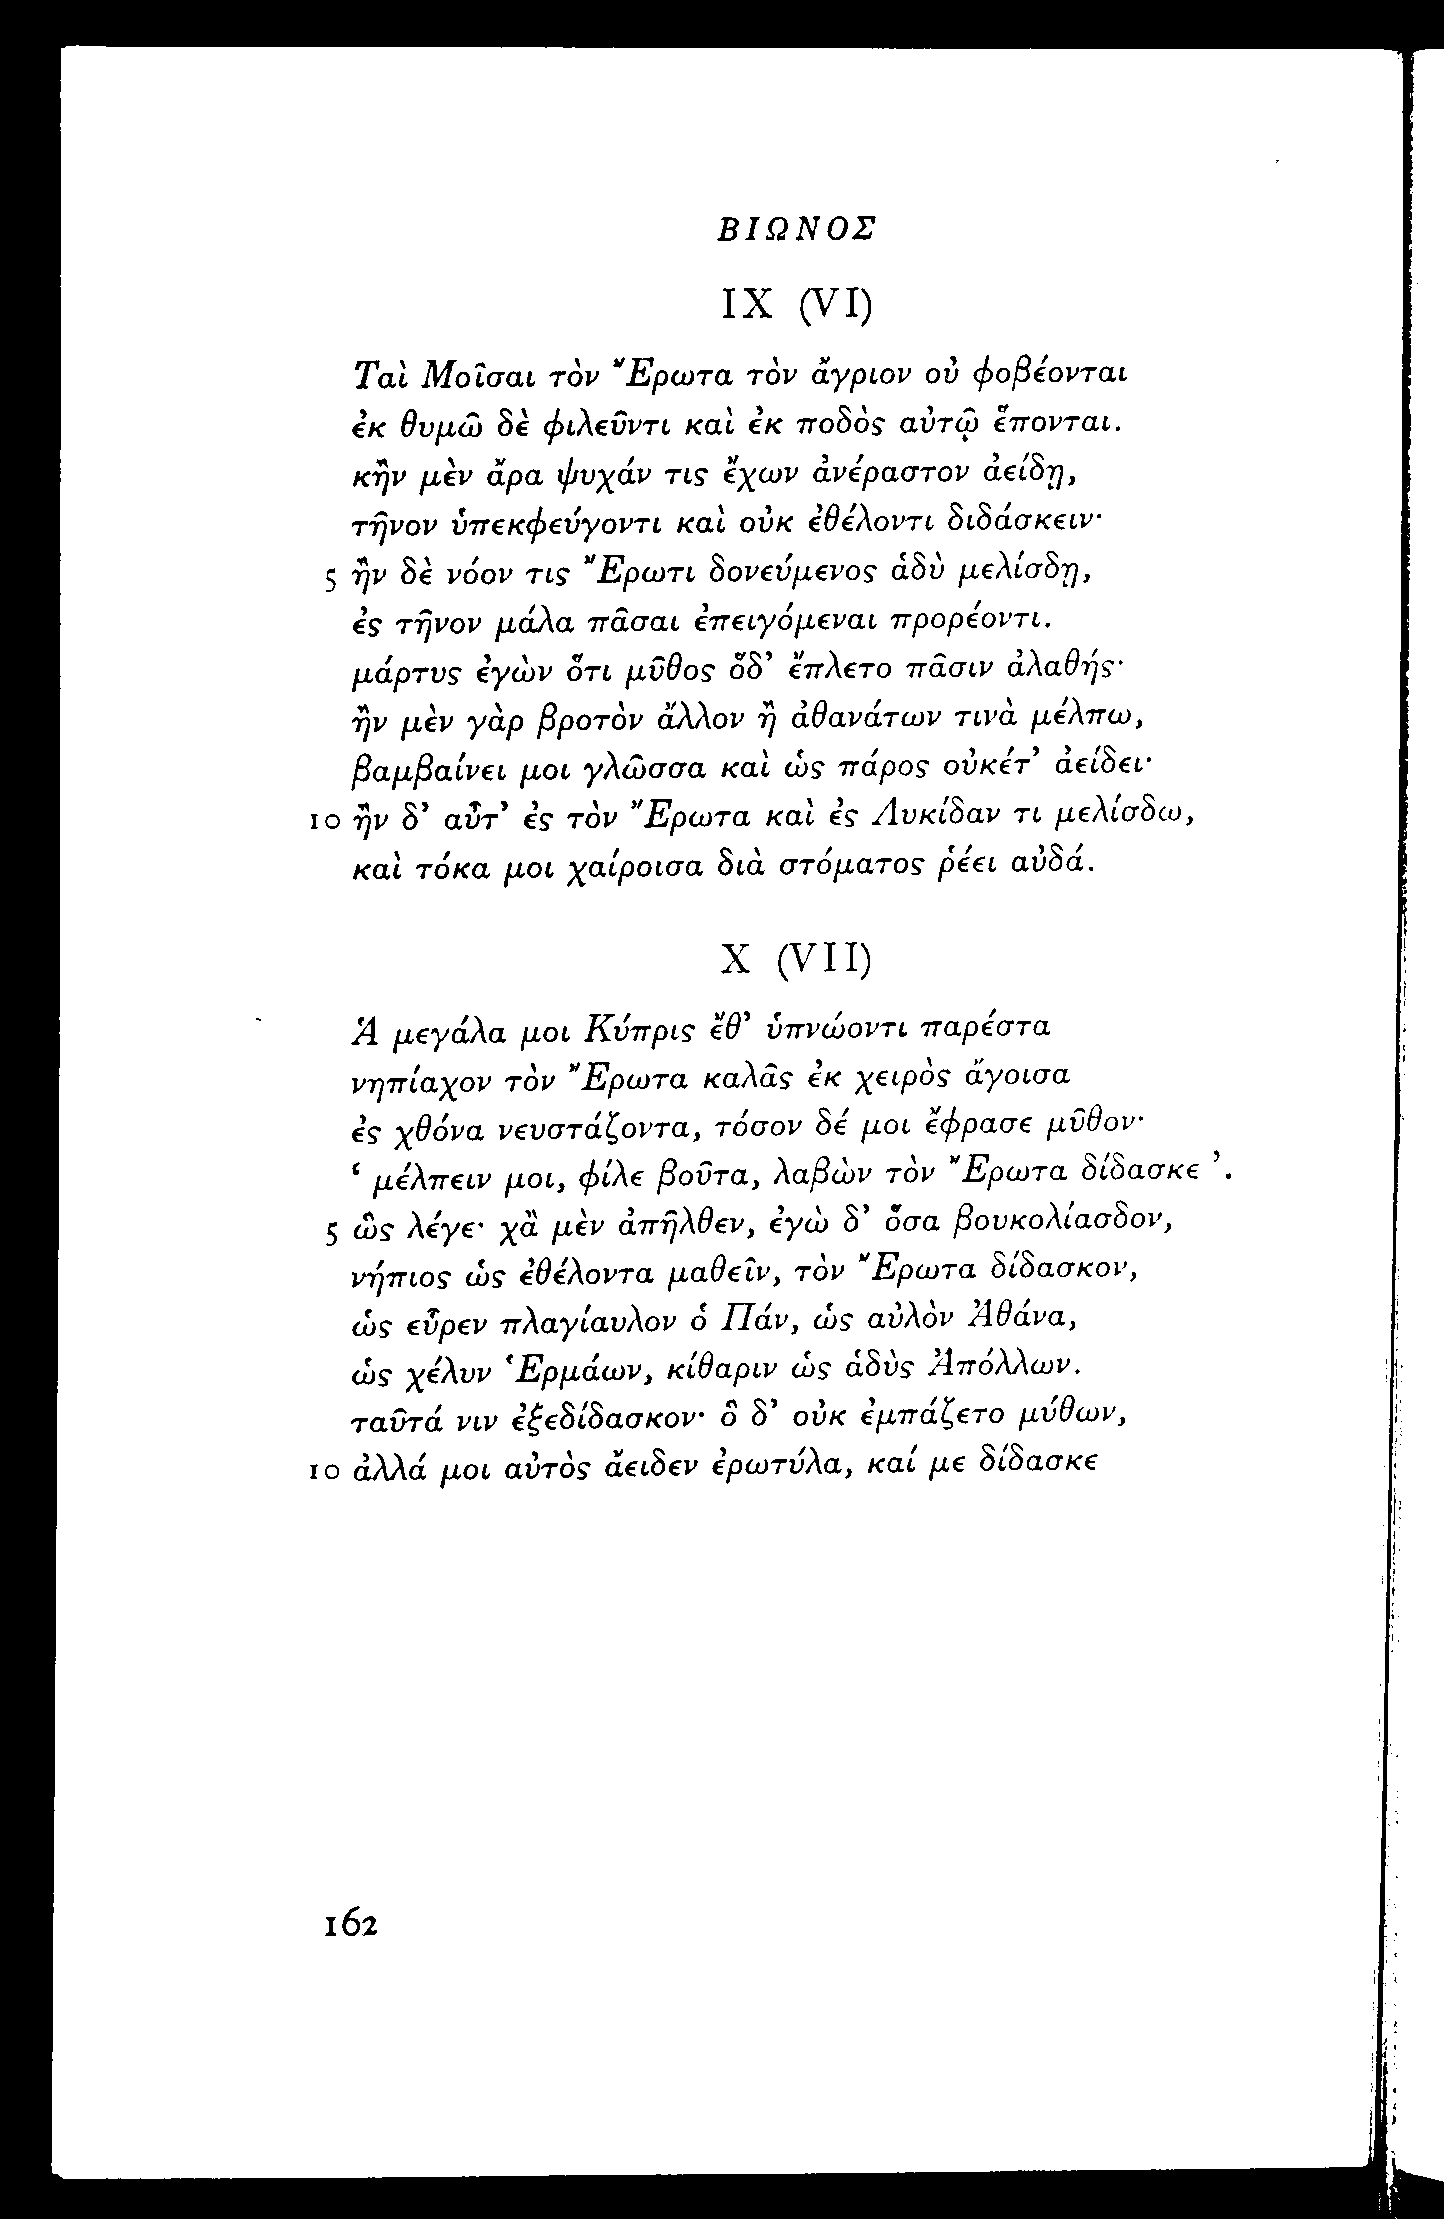 ΒΙΩΝΟΣ
IX (VI)
Ταὶ Μοῖσαι τὸν Ἔρωτα τὸν ἄγριον οὐ φοβέονται
ἐκ θυμῶ δὲ φιλεῦντι καὶ ἐκ ποδὸς αὐτῷ ἕπονται.
κἢν μὲν ἄρα ψυχάν τις ἔχων ἀνέραστον ἀείδῃ,
τῆνον ὑπεκφεύγοντι καὶ οὐκ ἐθέλοντι διδάσκειν·
5 ἢν δὲ νόον τις Ἔρωτι δονεύμενος ἁδὺ μελίσδῃ,
ἐς τῆνον μάλα πᾶσαι ἐπειγόμεναι προρέοντι.
μάρτυς ἐγὼν ὅτι μῦθος ὅδ’ ἔπλετο πᾶσιν ἀλαθής·
ἢν μὲν γὰρ βροτὸν ἄλλον ἢ ἀθανάτων τινὰ μέλπω,
βαμβαίνει μοι γλῶσσα καὶ ὡς πάρος οὐκέτ’ ἀείδει·
10 ἢν δ’ αὖτ’ ἐς τὸν Ἔρωτα καὶ ἐς Λυκίδαν τι μελίσδω,
καὶ τόκα μοι χαίροισα διὰ στόματος ῥέει αὐδά.
X (VII)
Ἁ μεγάλα μοι Κύπρις ἔθ’ ὑπνώοντι παρέστα
νηπίαχον τὸν Ἔρωτα καλᾶς ἐκ χειρὸς ἄγοισα
ἐς χθόνα νευστάζοντα, τόσον δέ μοι ἔφρασε μῦθον·
‘ μέλπειν μοι, φίλε βοῦτα, λαβὼν τὸν Ἔρωτα δίδασκε ’.
5 ὣς λέγε· χἃ μὲν ἀπῆλθεν, ἐγὼ δ’ ὅσα βουκολίασδον,
νήπιος ὡς ἐθέλοντα μαθεῖν, τὸν Ἔρωτα δίδασκον,
ὡς εὗρεν πλαγίαυλον ὁ Πάν, ὡς αὐλὸν Ἀθάνα,
ὡς χέλυν Ἑρμάων, κίθαριν ὡς ἁδὺς Ἀπόλλων.
ταῦτά νιν ἐξεδίδασκον· ὃ δ’ οὐκ ἐμπάζετο μύθων,
10 ἀλλά μοι αὐτὸς ἄειδεν ἐρωτύλα, καί με δίδασκε
162